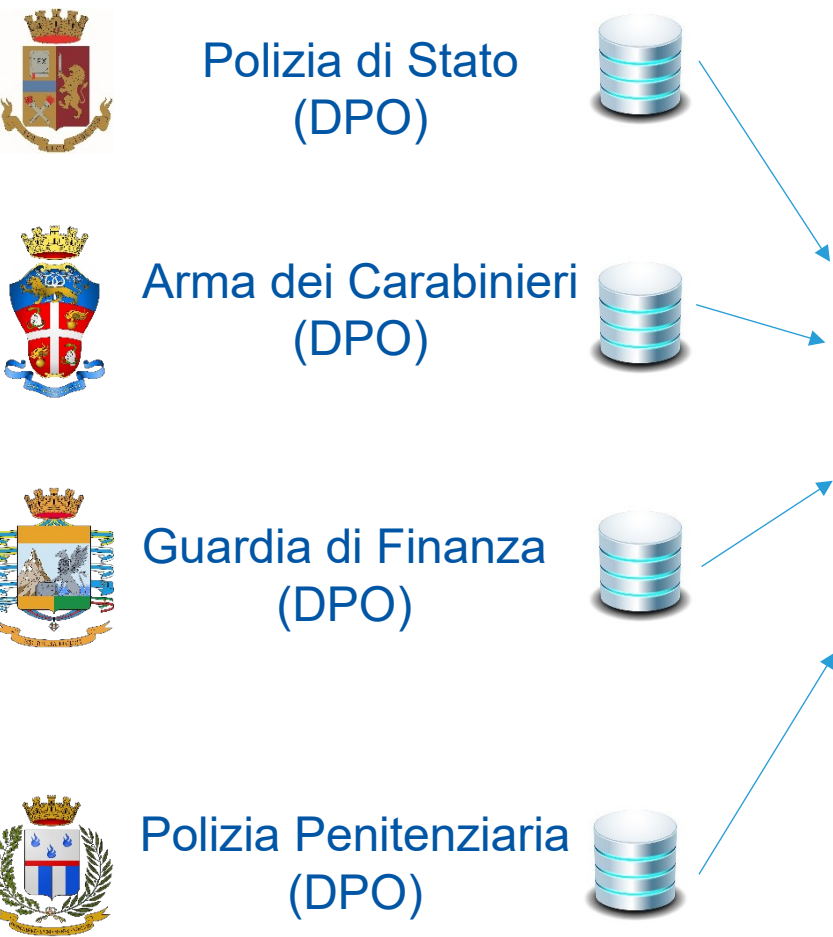 Polizia di Stato
(DPO)
Arma dei Carabinieri
(DPO)
Guardia di Finanza
(DPO)
Polizia Penitenziaria
(DPO)